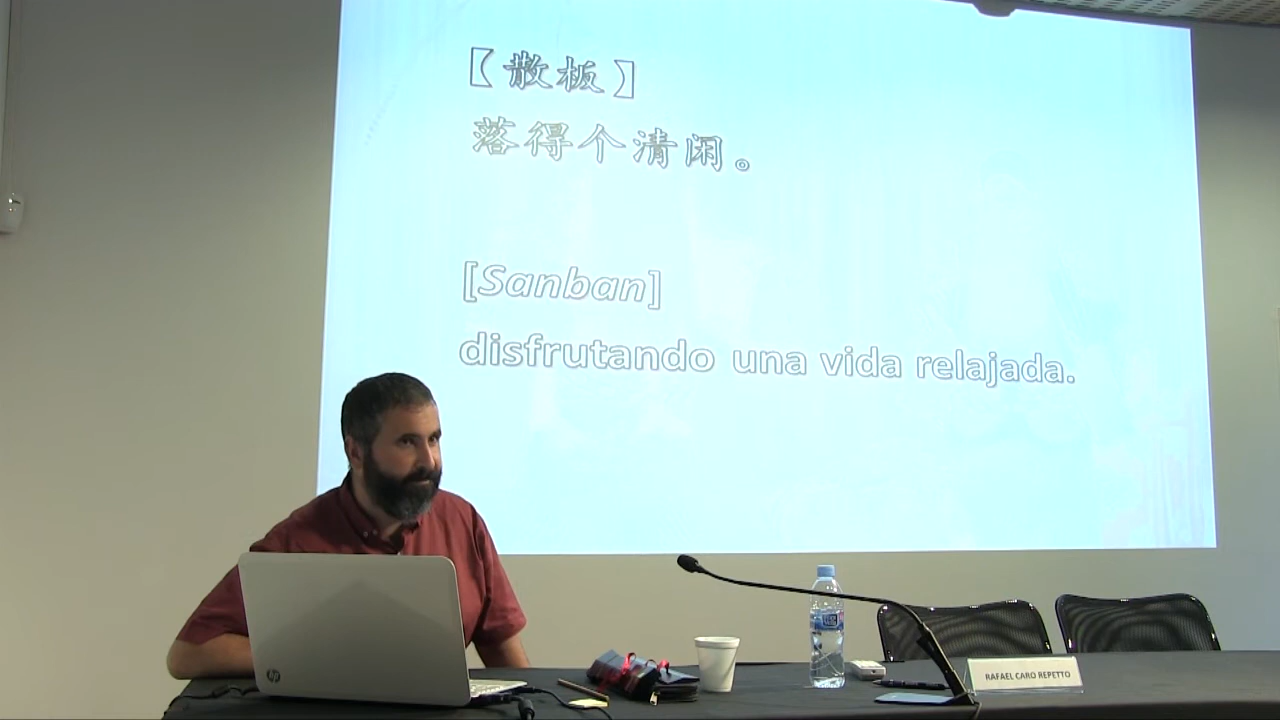 【散板】
落得个清闲。
[Sanban]
disfrutando una vida relajada.
hp
RAFAEL CARO REPETTO